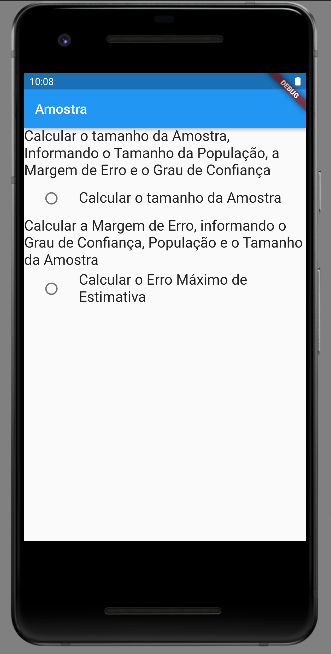 10:08
DEBUG
Amostra
Calcular o tamanho da Amostra,
Informando o Tamanho da População, a
Margem de Erro e o Grau de Confiança
Calcular o tamanho da Amostra
Calcular a Margem de Erro, informando o
Grau de Confiança, População e o Tamanho
da Amostra
Calcular o Erro Máximo de
Estimativa